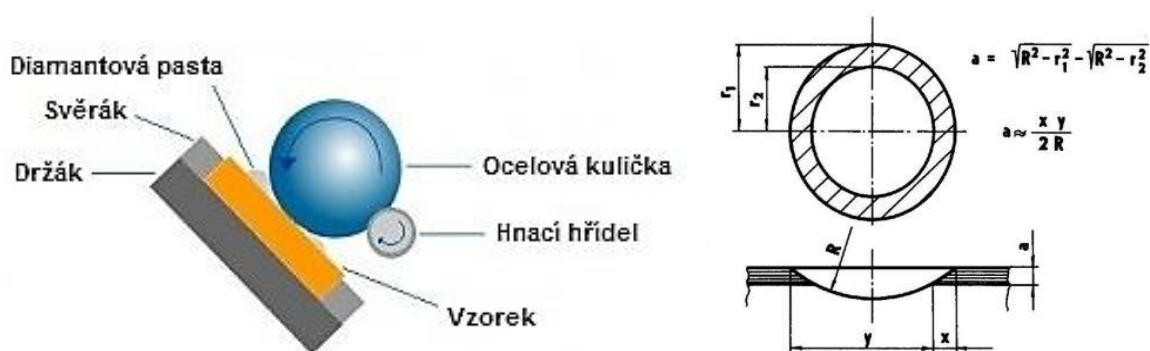 Diamantová pasta
Svěrák
Držák
Ocelová kulička
Hnací hřídel
Vzorek
r₁
r₂
a = √R² - r₁² - √R² - r₂²
a ≈ x y
2 R
R
a
y
x